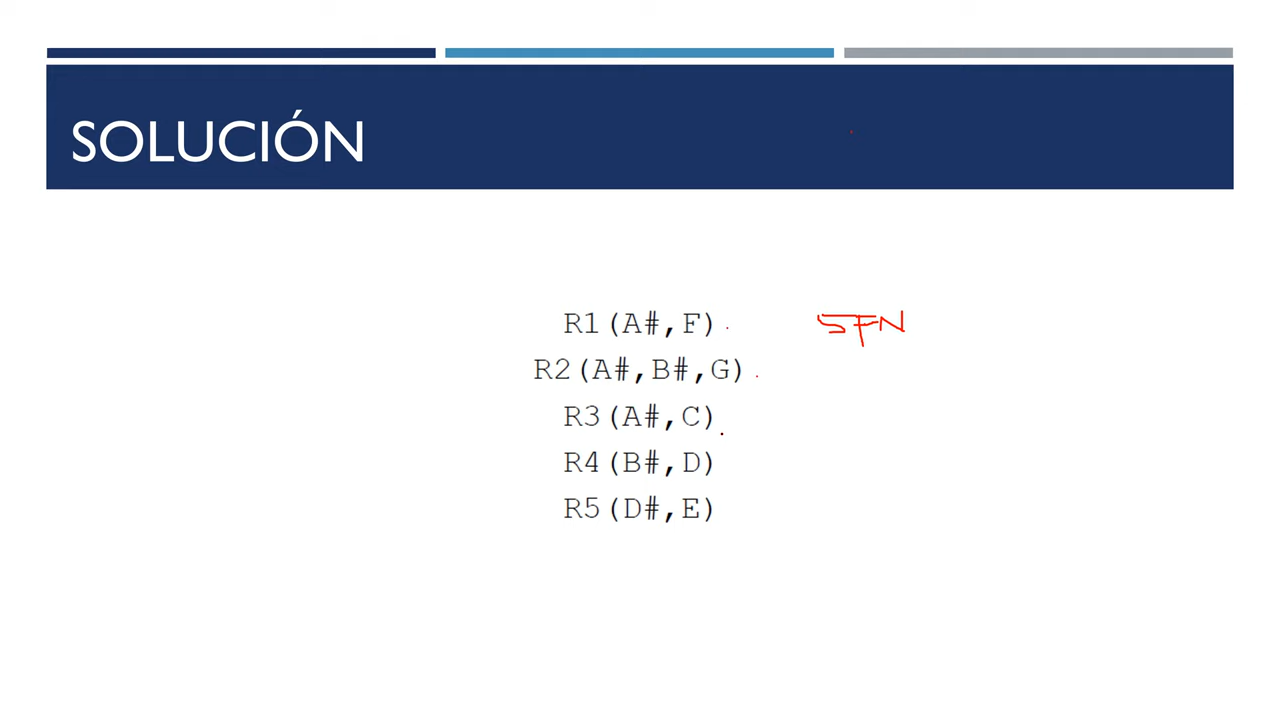 SOLUCIÓN
R1(A#,F) 5FN
R2(A#,B#,G)
R3(A#,C)
R4(B#,D)
R5(D#,E)